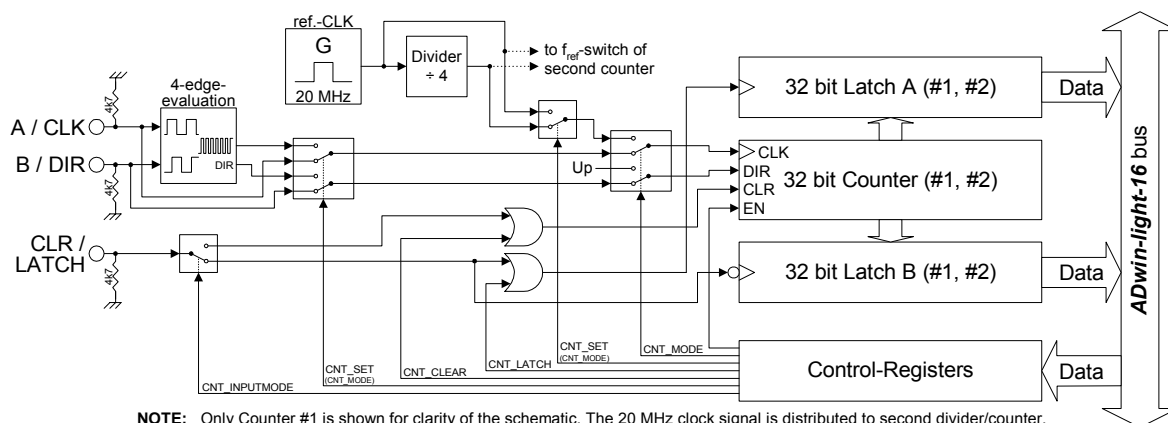 ref.-CLK
G
20 MHz
Divider
÷ 4
to fref-switch of
second counter
4-edge-
evaluation
DIR
4k7
A / CLK
B / DIR
4k7
CLR /
LATCH
4k7
Up
32 bit Latch A (#1, #2)
Data
CLK
DIR
CLR
EN
32 bit Counter (#1, #2)
32 bit Latch B (#1, #2)
Data
Control-Registers
Data
ADwin-light-16 bus
CNT_INPUTMODE
CNT_SET
(CNT_MODE)
CNT_CLEAR
CNT_LATCH
CNT_SET
(CNT_MODE)
CNT_MODE
NOTE: Only Counter #1 is shown for clarity of the schematic. The 20 MHz clock signal is distributed to second divider/counter.